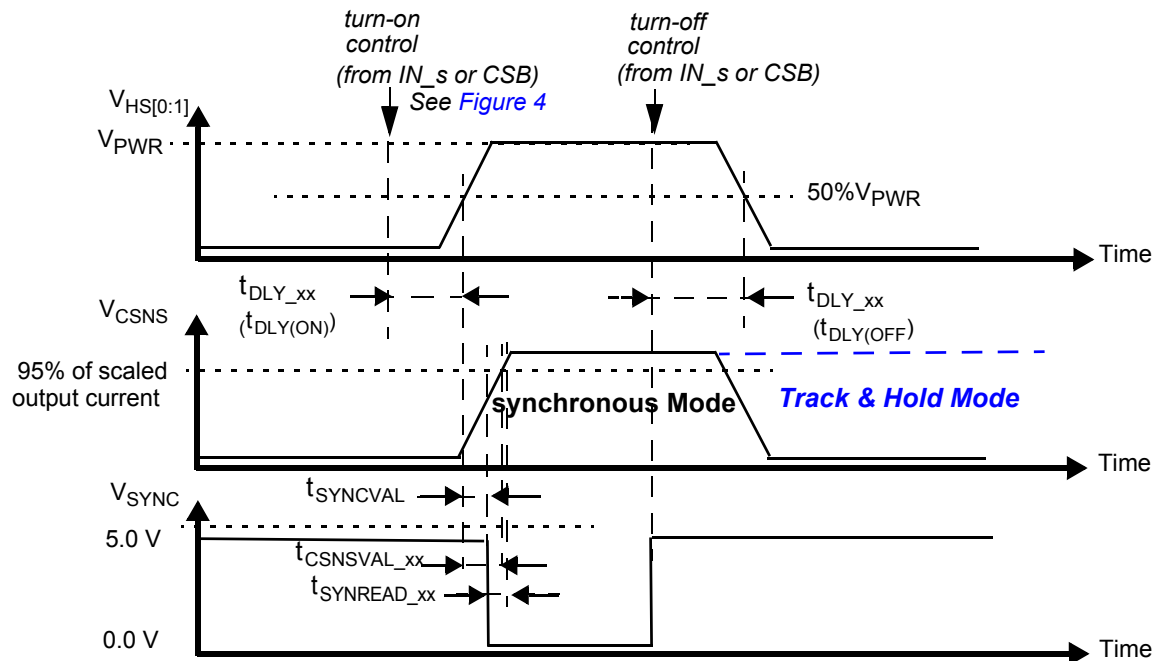 turn-on
control
(from IN_s or CSB)
See Figure 4
turn-off
control
(from IN_s or CSB)
VHS[0:1]
VPWR
50%VPWR
Time
tDLY_xx
(tDLY(ON))
tDLY_xx
(tDLY(OFF)
VCSNS
95% of scaled
output current
synchronous Mode
Track & Hold Mode
Time
tSYNCVAL
VSYNC
5.0 V
tCSNSVAL_xx
tSYNREAD_xx
0.0 V
Time